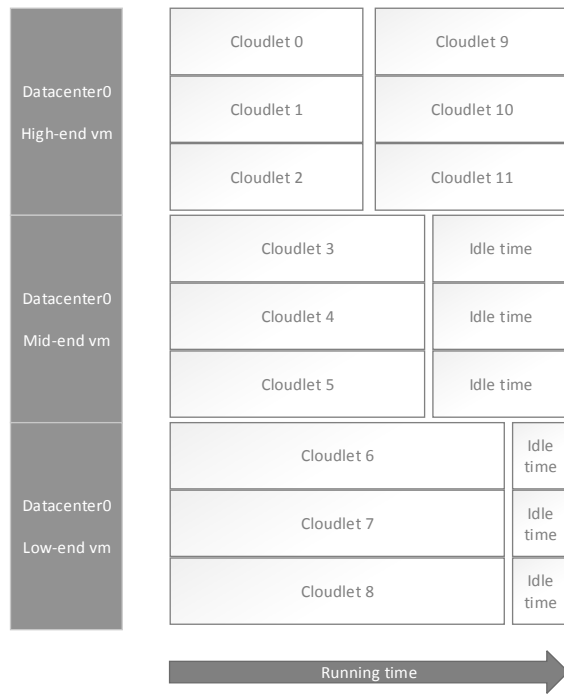 Datacenter0
High-end vm
Cloudlet 0
Cloudlet 9
Cloudlet 1
Cloudlet 10
Cloudlet 2
Cloudlet 11
Datacenter0
Mid-end vm
Cloudlet 3
Idle time
Cloudlet 4
Idle time
Cloudlet 5
Idle time
Datacenter0
Low-end vm
Cloudlet 6
Idle
time
Cloudlet 7
Idle
time
Cloudlet 8
Idle
time
Running time